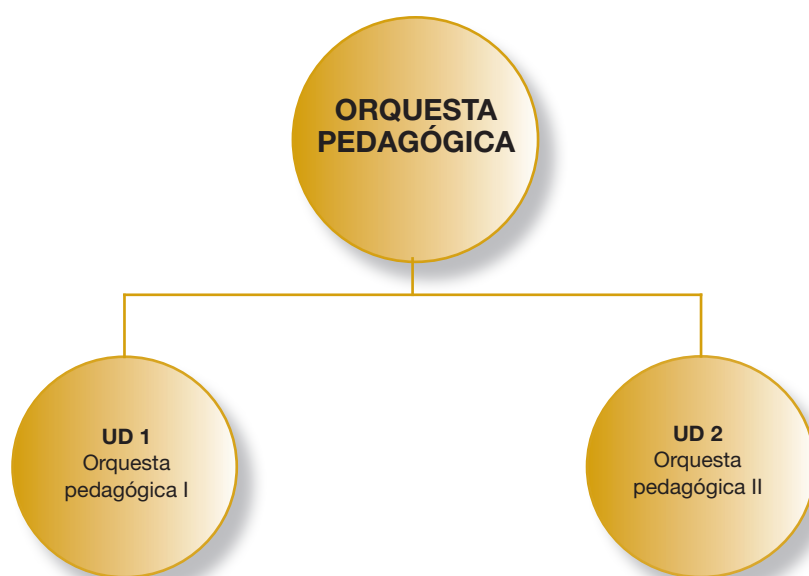 ORQUESTA
PEDAGÓGICA
UD 1
Orquesta
pedagógica I
UD 2
Orquesta
pedagógica II